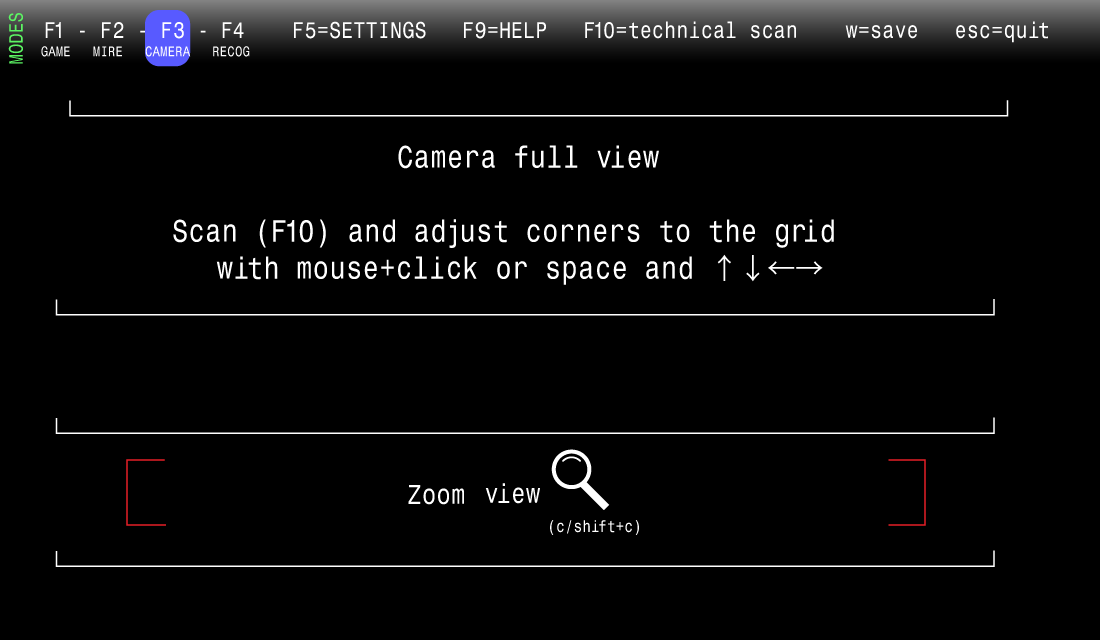 MODES
F1 - F2 - F3 - F4 F5=SETTINGS F9=HELP F10=technical scan w=save esc=quit
GAME MIRE CAMERA RECOG
Camera full view
Scan (F10) and adjust corners to the grid
with mouse+click or space and ↑↓←→
Zoom view
(c/shift+c)